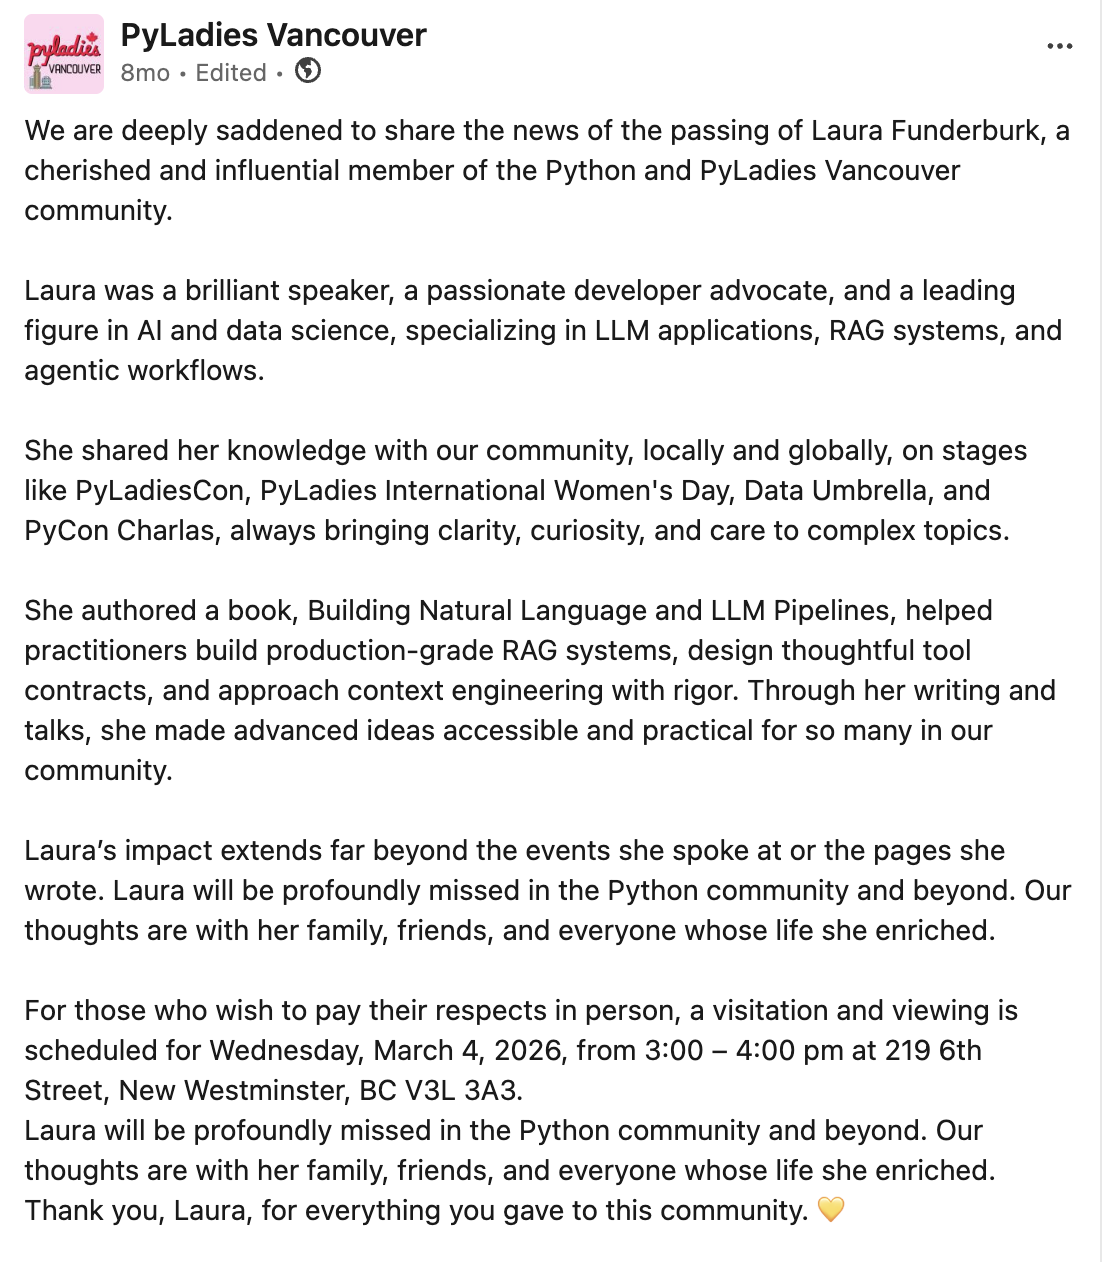 pyladies
VANCOUVER
PyLadies Vancouver
8mo • Edited •
We are deeply saddened to share the news of the passing of Laura Funderburk, a
cherished and influential member of the Python and PyLadies Vancouver
community.
Laura was a brilliant speaker, a passionate developer advocate, and a leading
figure in AI and data science, specializing in LLM applications, RAG systems, and
agentic workflows.
She shared her knowledge with our community, locally and globally, on stages
like PyLadiesCon, PyLadies International Women's Day, Data Umbrella, and
PyCon Charlas, always bringing clarity, curiosity, and care to complex topics.
She authored a book, Building Natural Language and LLM Pipelines, helped
practitioners build production-grade RAG systems, design thoughtful tool
contracts, and approach context engineering with rigor. Through her writing and
talks, she made advanced ideas accessible and practical for so many in our
community.
Laura’s impact extends far beyond the events she spoke at or the pages she
wrote. Laura will be profoundly missed in the Python community and beyond. Our
thoughts are with her family, friends, and everyone whose life she enriched.
For those who wish to pay their respects in person, a visitation and viewing is
scheduled for Wednesday, March 4, 2026, from 3:00 – 4:00 pm at 219 6th
Street, New Westminster, BC V3L 3A3.
Laura will be profoundly missed in the Python community and beyond. Our
thoughts are with her family, friends, and everyone whose life she enriched.
Thank you, Laura, for everything you gave to this community. 💛